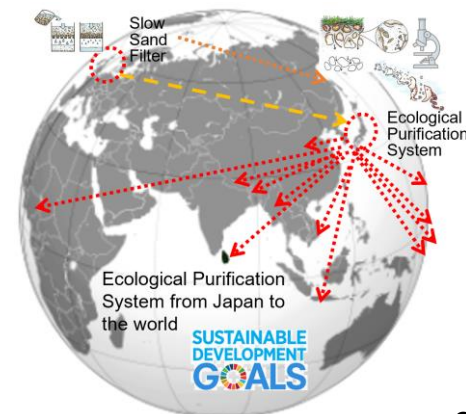 Slow
Sand
Filter
Ecological
Purification
System
Ecological Purification
System from Japan to
the world
SUSTAINABLE
DEVELOPMENT
GOALS